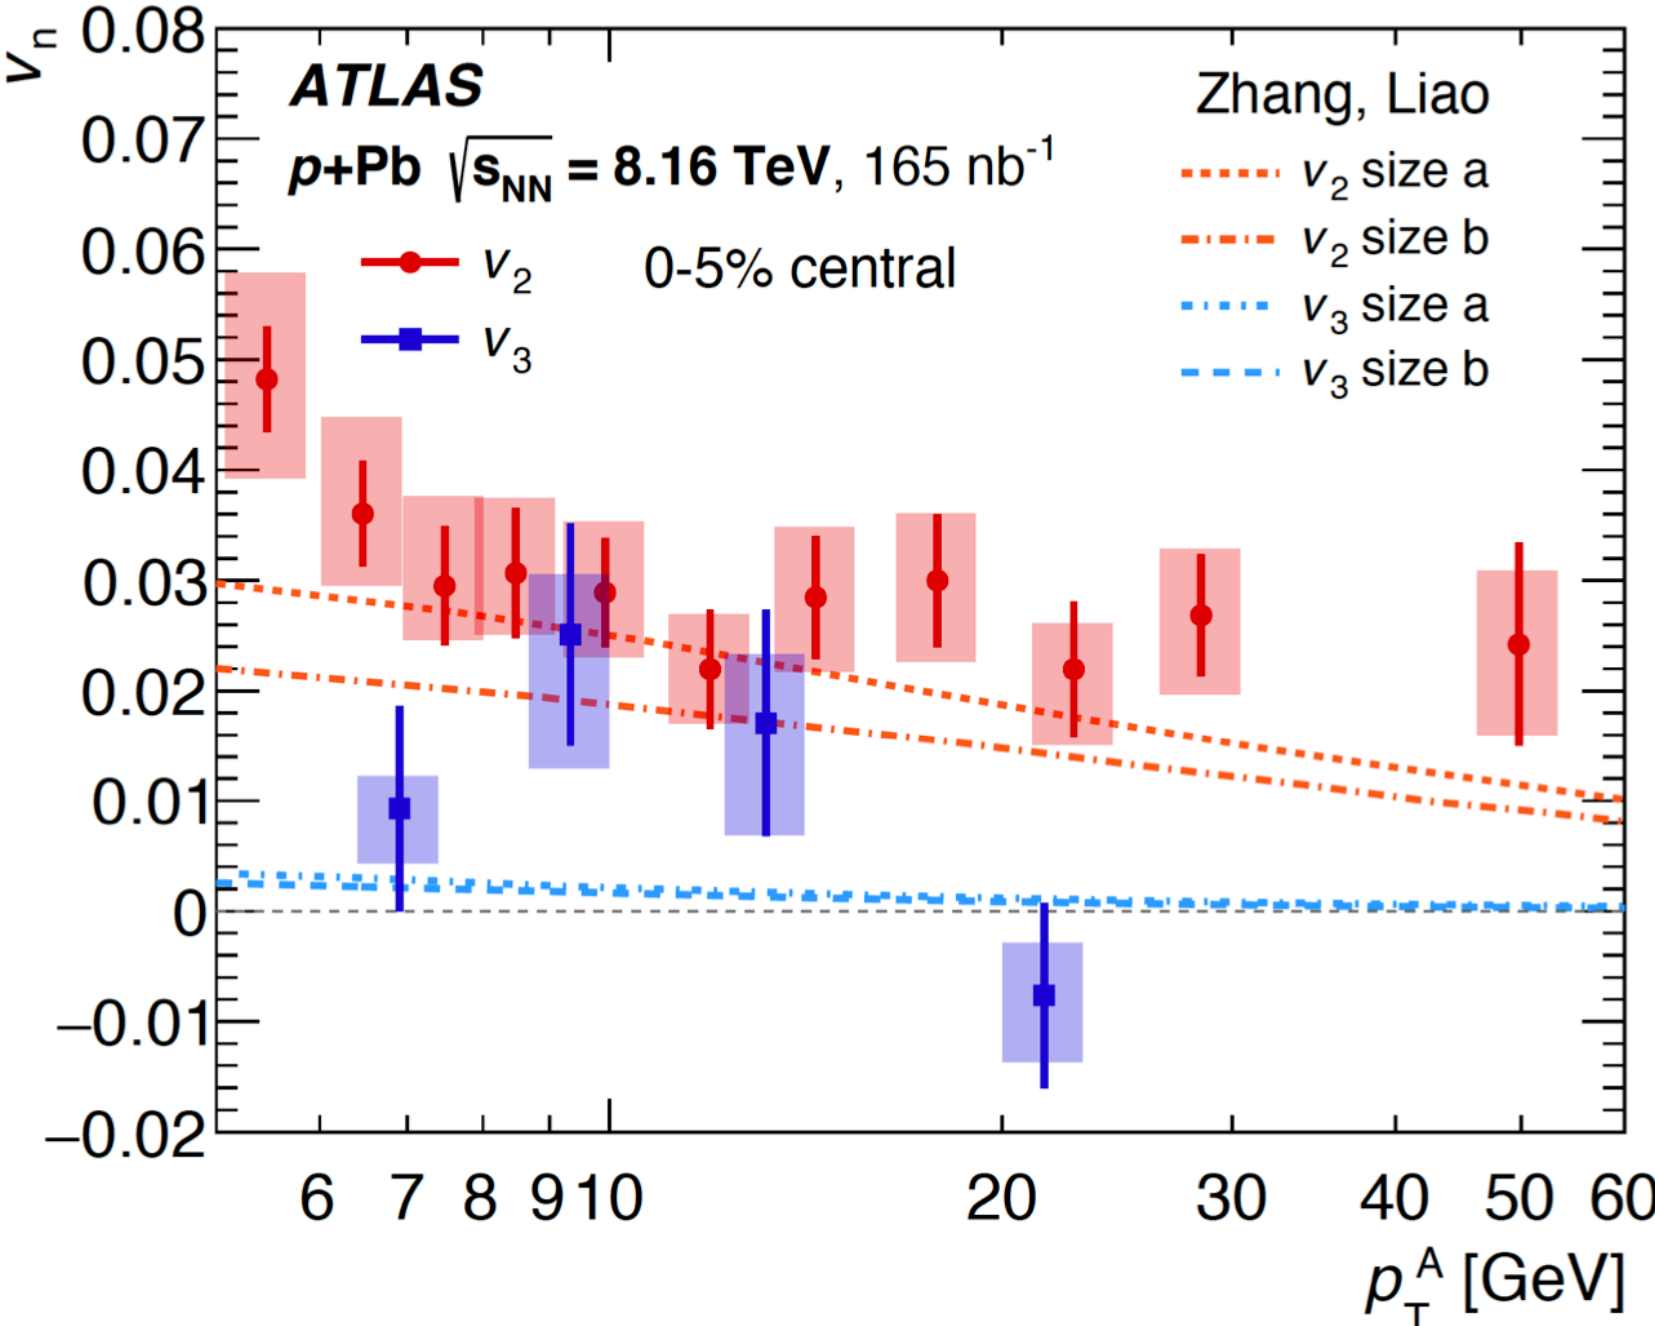 v_n
0.08
0.07
0.06
0.05
0.04
0.03
0.02
0.01
0
−0.01
−0.02
ATLAS
p+Pb √s_NN = 8.16 TeV, 165 nb^-1
v_2
0-5% central
v_3
Zhang, Liao
v_2 size a
v_2 size b
v_3 size a
v_3 size b
6 7 8 9 10 20 30 40 50 60
p_T^A [GeV]